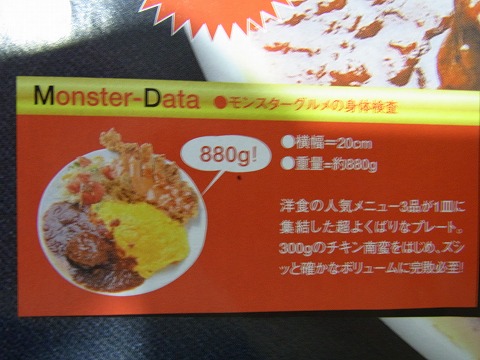 Monster-Data ●モンスターグルメの身体検査
880g!
●横幅=20cm
●重量=約880g
洋食の人気メニュー3品が1皿に
集結した超よくばりなプレート。
300gのチキン南蛮をはじめ、ズシ
ッと確かなボリュームに完敗必至!